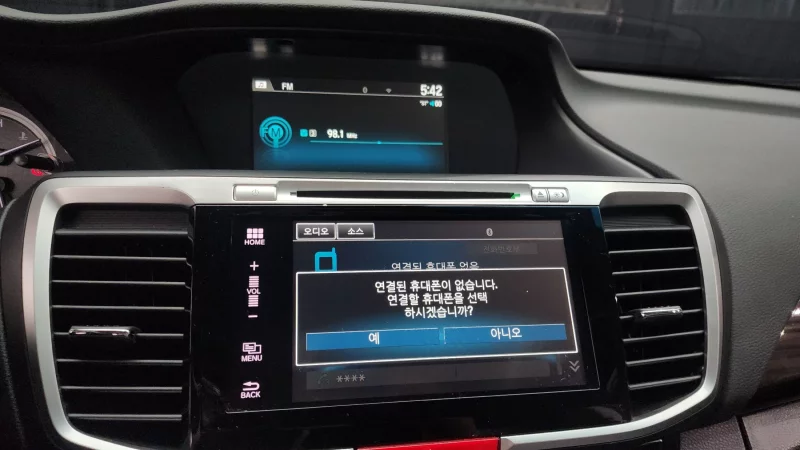 FM
5:42
FM
98.1 MHz
HOME
+
VOL
−
MENU
BACK
오디오 소스
연결된 휴대폰 없음
연결된 휴대폰이 없습니다.
연결할 휴대폰을 선택
하시겠습니까?
예 아니오
****